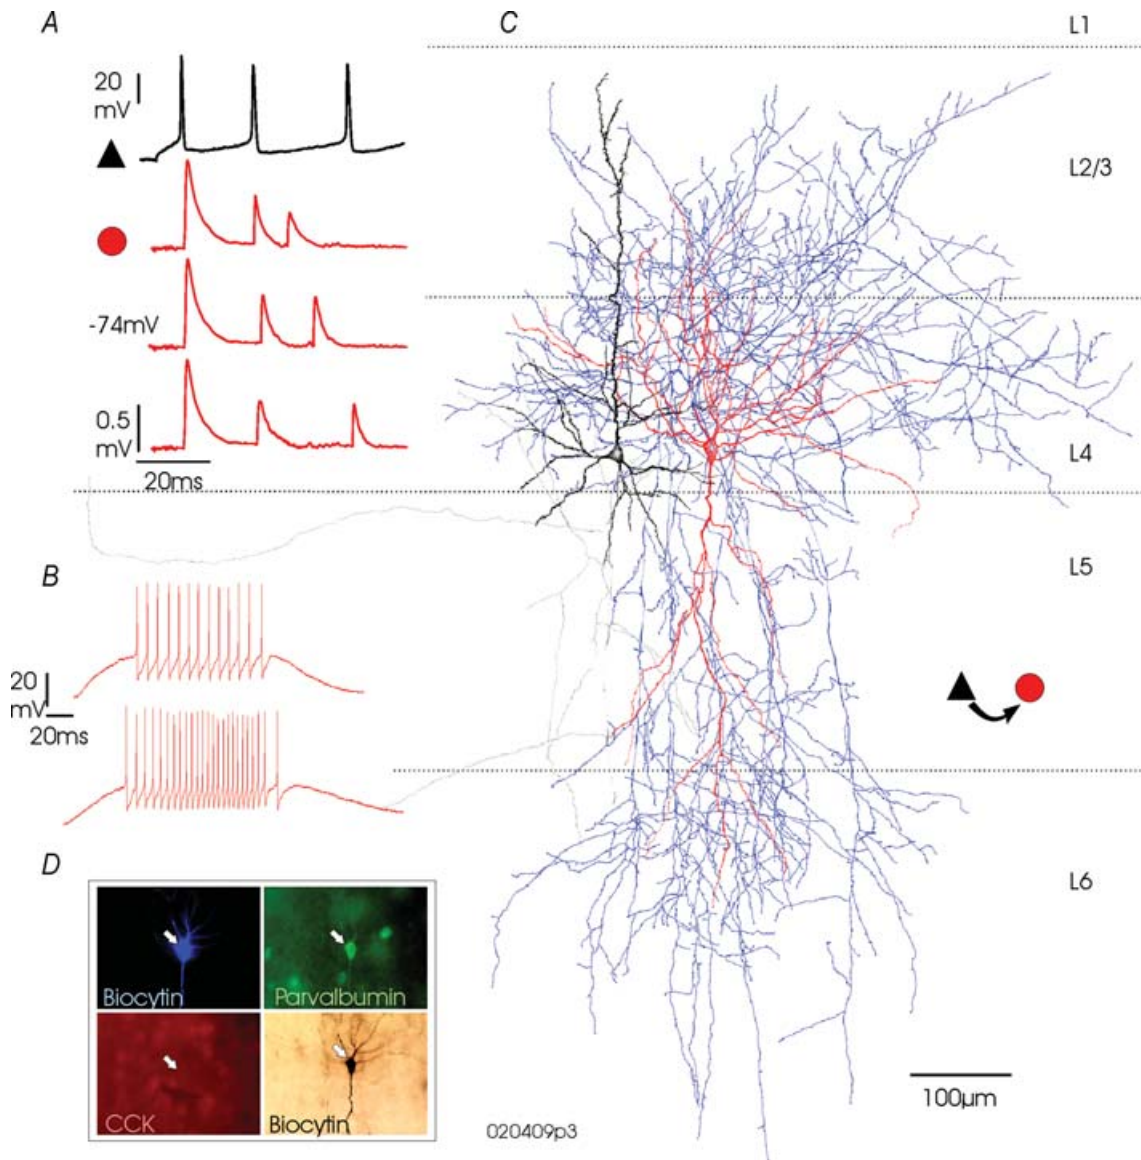 A
20
mV
-74mV
0.5
mV
20ms
B
20
mV
20ms
C
L1
L2/3
L4
L5
L6
100µm
D
Biocytin
Parvalbumin
CCK
Biocytin
020409p3